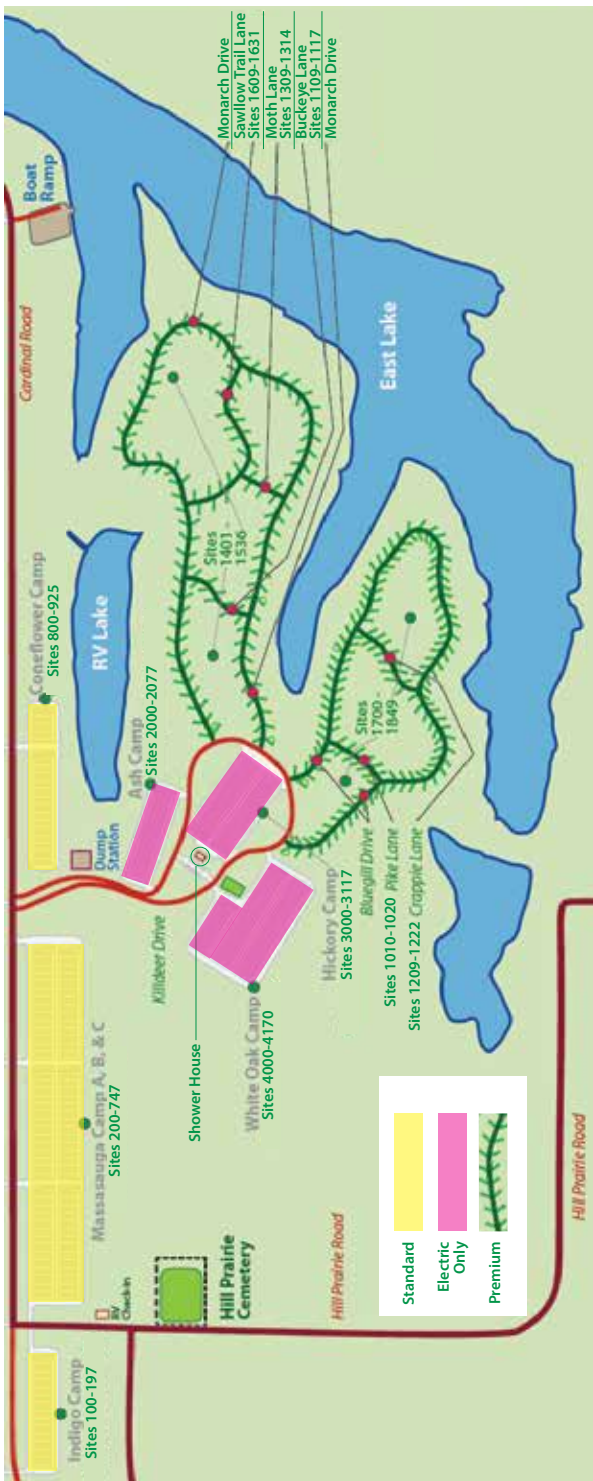 Monarch Drive
Sawllow Trail Lane
Sites 1609-1631
Moth Lane
Sites 1309-1314
Buckeye Lane
Sites 1109-1117
Monarch Drive
Boat
Ramp
Cardinal Road
East Lake
Sites
1401 -
1536
RV Lake
Coneflower Camp
Sites 800-925
Ash Camp
Sites 2000-2077
Dump
Station
Killdeer Drive
Sites
1700 -
1849
Bluegill Drive
Sites 1010-1020 Pike Lane
Sites 1209-1222 Crappie Lane
Hickory Camp
Sites 3000-3117
White Oak Camp
Sites 4000-4170
Shower House
Massasauga Camp A, B, & C
Sites 200-747
RV
Check-In
Hill Prairie
Cemetery
Hill Prairie Road
Indigo Camp
Sites 100-197
Standard
Electric
Only
Premium
Hill Prairie Road